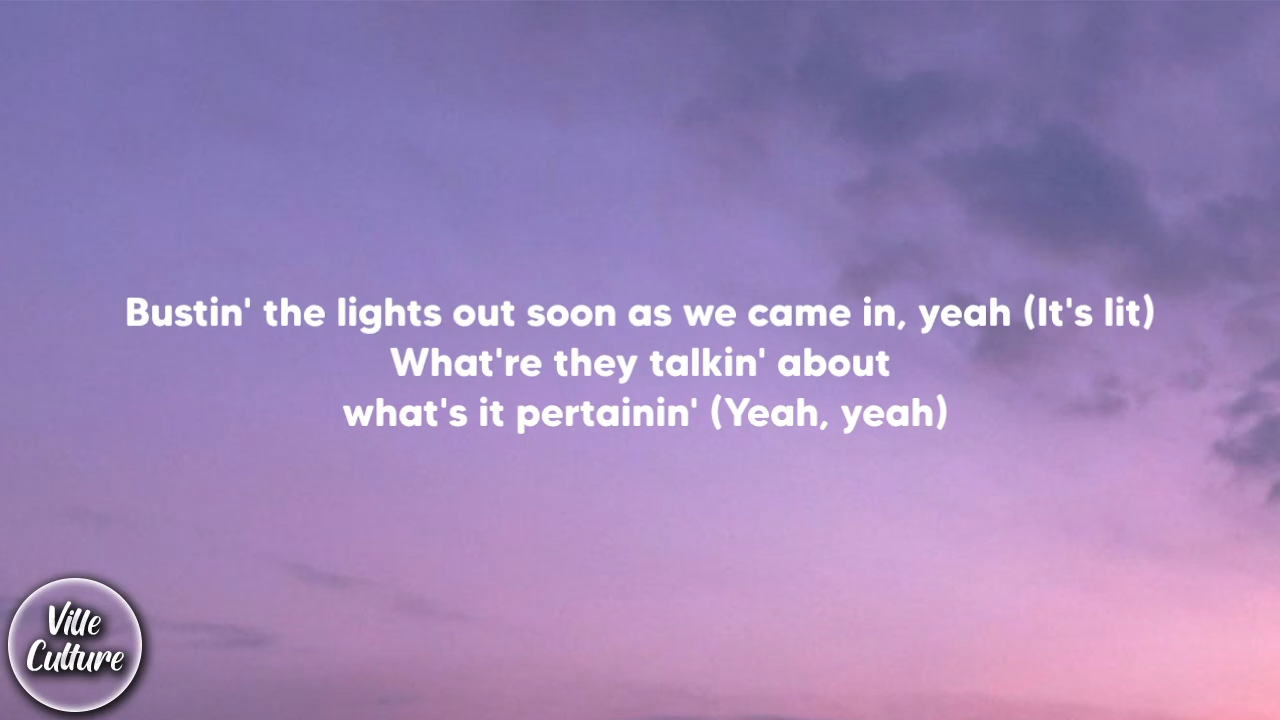 Bustin' the lights out soon as we came in, yeah (It's lit)
What're they talkin' about
what's it pertainin' (Yeah, yeah)
Ville
Culture